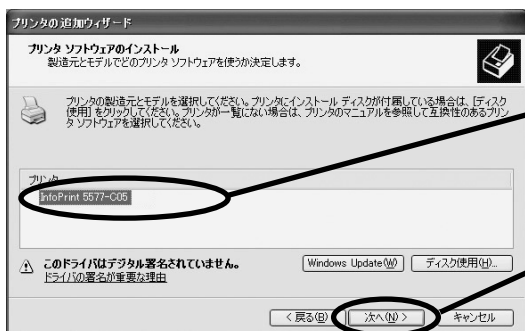 プリンタの追加ウィザード
プリンタ ソフトウェアのインストール
製造元とモデルでどのプリンタ ソフトウェアを使うか決定します。
プリンタの製造元とモデルを選択してください。プリンタにインストール ディスクが付属している場合は、[ディスク
使用] をクリックしてください。プリンタが一覧にない場合は、プリンタのマニュアルを参照して互換性のあるプリン
タ ソフトウェアを選択してください。
プリンタ
InfoPrint 5577-C05
このドライバはデジタル署名されていません。
ドライバの署名が重要な理由
Windows Update(W)
ディスク使用(H)...
< 戻る(B)
次へ(N) >
キャンセル